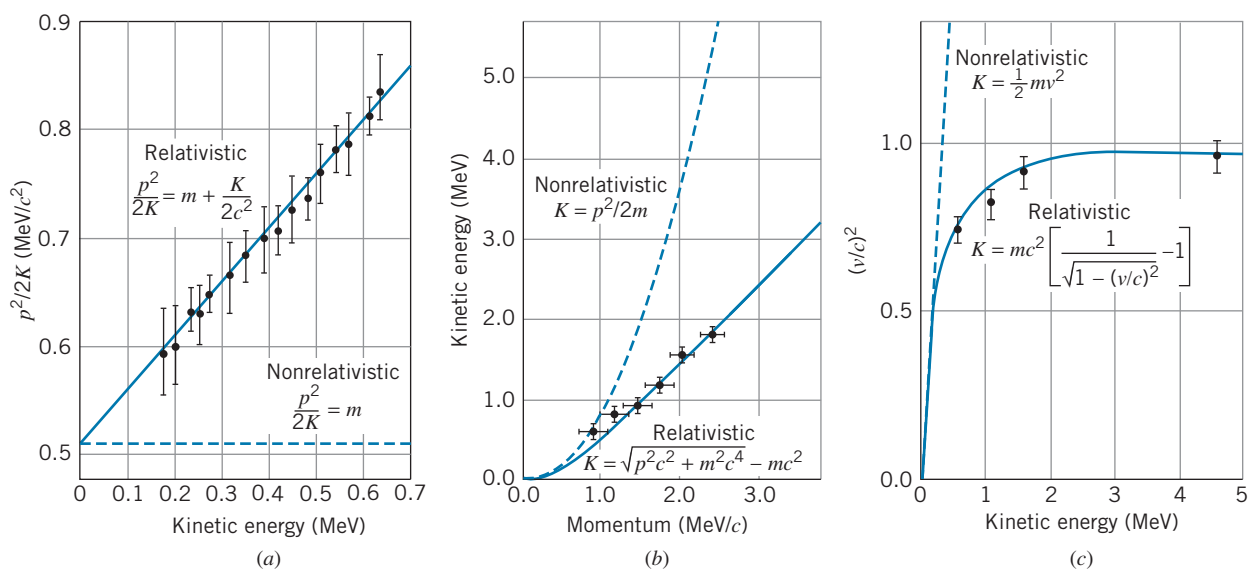 0.9
0.8
0.7
0.6
0.5
p²/2K (MeV/c²)
Relativistic
p²/2K = m + K/2c²
Nonrelativistic
p²/2K = m
0 0.1 0.2 0.3 0.4 0.5 0.6 0.7
Kinetic energy (MeV)
(a)
5.0
4.0
3.0
2.0
1.0
0.0
Kinetic energy (MeV)
Nonrelativistic
K = p²/2m
Relativistic
K = √(p²c² + m²c⁴) − mc²
0.0 1.0 2.0 3.0
Momentum (MeV/c)
(b)
1.0
0.5
0.0
(v/c)²
Nonrelativistic
K = ½ mv²
Relativistic
K = mc² [1/√(1 − (v/c)²) − 1]
0 1 2 3 4 5
Kinetic energy (MeV)
(c)